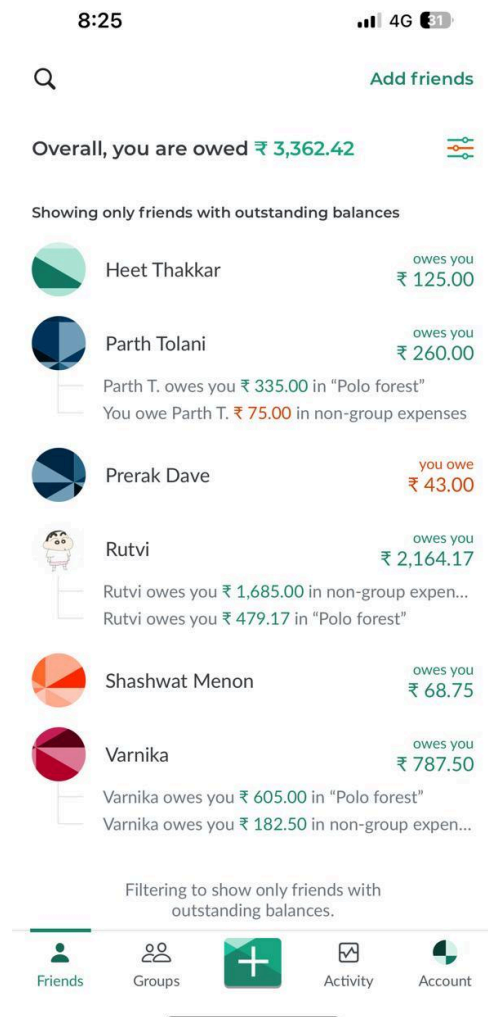 8:25
4G 31
Add friends
Overall, you are owed ₹ 3,362.42
Showing only friends with outstanding balances
owes you
Heet Thakkar
₹ 125.00
owes you
Parth Tolani
₹ 260.00
Parth T. owes you ₹ 335.00 in “Polo forest”
You owe Parth T. ₹ 75.00 in non-group expenses
you owe
Prerak Dave
₹ 43.00
owes you
Rutvi
₹ 2,164.17
Rutvi owes you ₹ 1,685.00 in non-group expen...
Rutvi owes you ₹ 479.17 in “Polo forest”
owes you
Shashwat Menon
₹ 68.75
owes you
Varnika
₹ 787.50
Varnika owes you ₹ 605.00 in “Polo forest”
Varnika owes you ₹ 182.50 in non-group expen...
Filtering to show only friends with
outstanding balances.
Friends Groups Activity Account